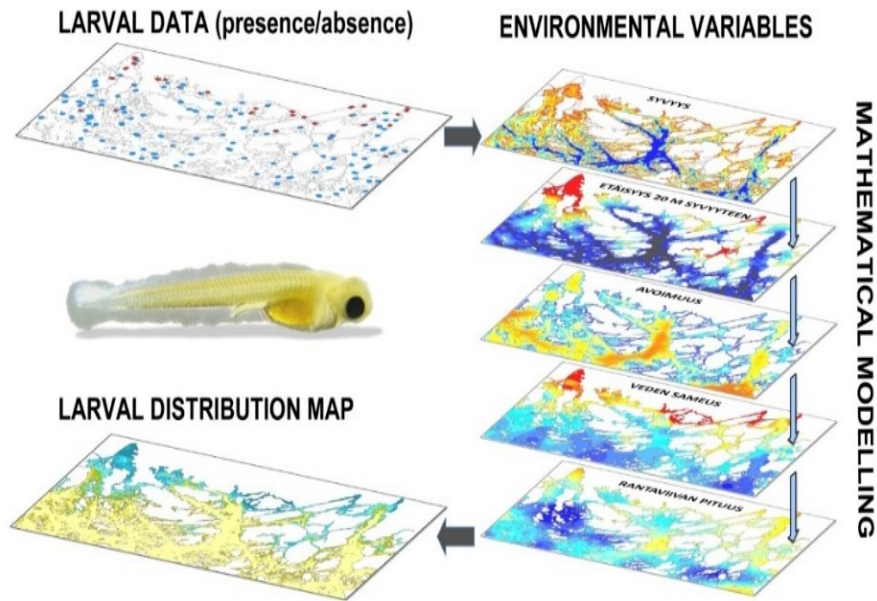 LARVAL DATA (presence/absence)
ENVIRONMENTAL VARIABLES
SYVYYS
ETÄISYYS 20 M SYVYYTEEN
AVOIMUUS
VEDEN SAMEUS
RANTAVIIVAN PITUUS
MATHEMATICAL MODELLING
LARVAL DISTRIBUTION MAP